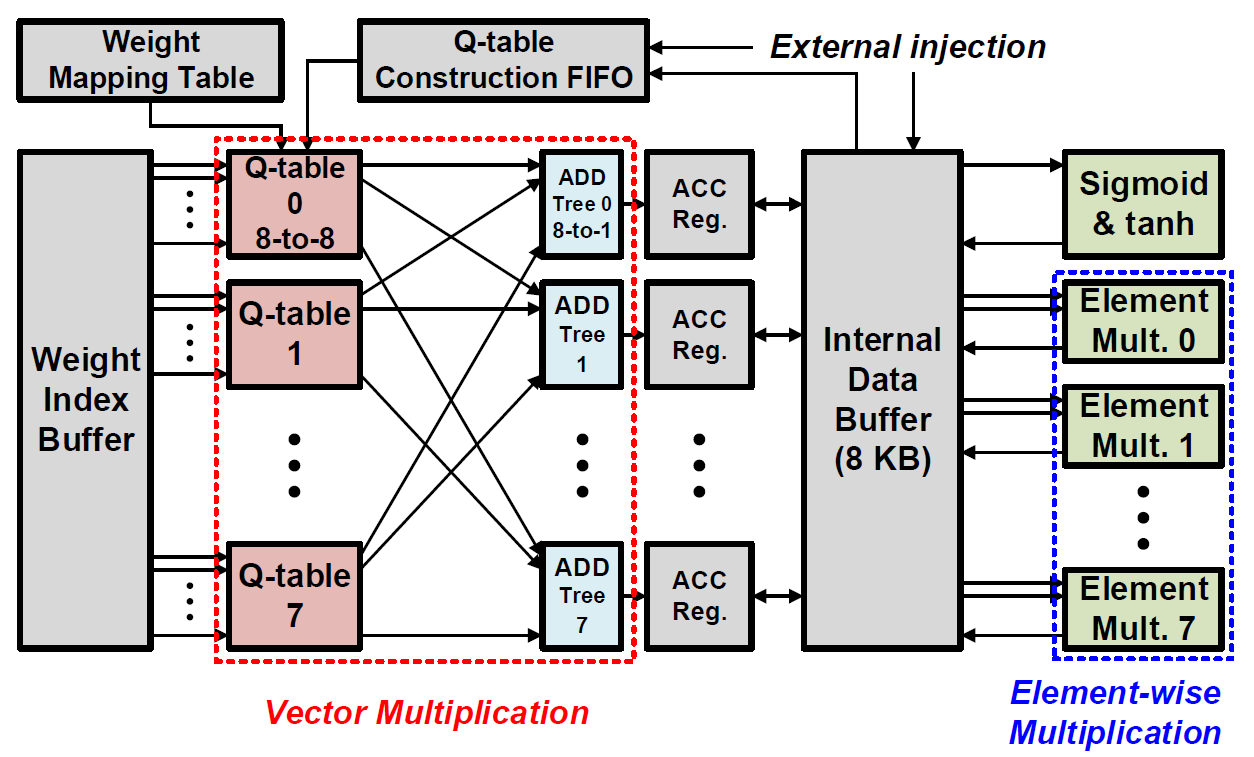 Weight
Mapping Table
Q-table
Construction FIFO
External injection
Weight
Index
Buffer
Q-table
0
8-to-8
Q-table
1
Q-table
7
ADD
Tree 0
8-to-1
ADD
Tree
1
ADD
Tree
7
ACC
Reg.
ACC
Reg.
ACC
Reg.
Internal
Data
Buffer
(8 KB)
Sigmoid
& tanh
Element
Mult. 0
Element
Mult. 1
Element
Mult. 7
Vector Multiplication
Element-wise
Multiplication